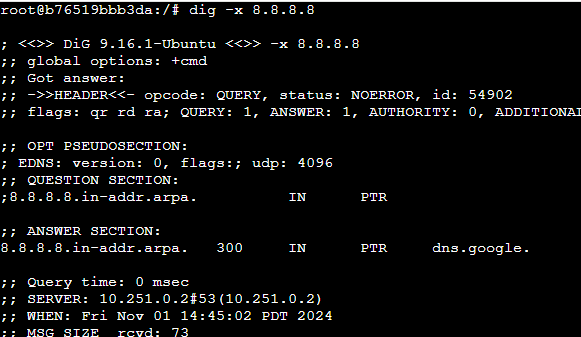 root@b76519bbb3da:/# dig -x 8.8.8.8
; <<>> DiG 9.16.1-Ubuntu <<>> -x 8.8.8.8
;; global options: +cmd
;; Got answer:
;; ->>HEADER<<- opcode: QUERY, status: NOERROR, id: 54902
;; flags: qr rd ra; QUERY: 1, ANSWER: 1, AUTHORITY: 0, ADDITIONAL
;; OPT PSEUDOSECTION:
; EDNS: version: 0, flags:; udp: 4096
;; QUESTION SECTION:
;8.8.8.8.in-addr.arpa. IN PTR
;; ANSWER SECTION:
8.8.8.8.in-addr.arpa. 300 IN PTR dns.google.
;; Query time: 0 msec
;; SERVER: 10.251.0.2#53(10.251.0.2)
;; WHEN: Fri Nov 01 14:45:02 PDT 2024
;; MSG SIZE rcvd: 73